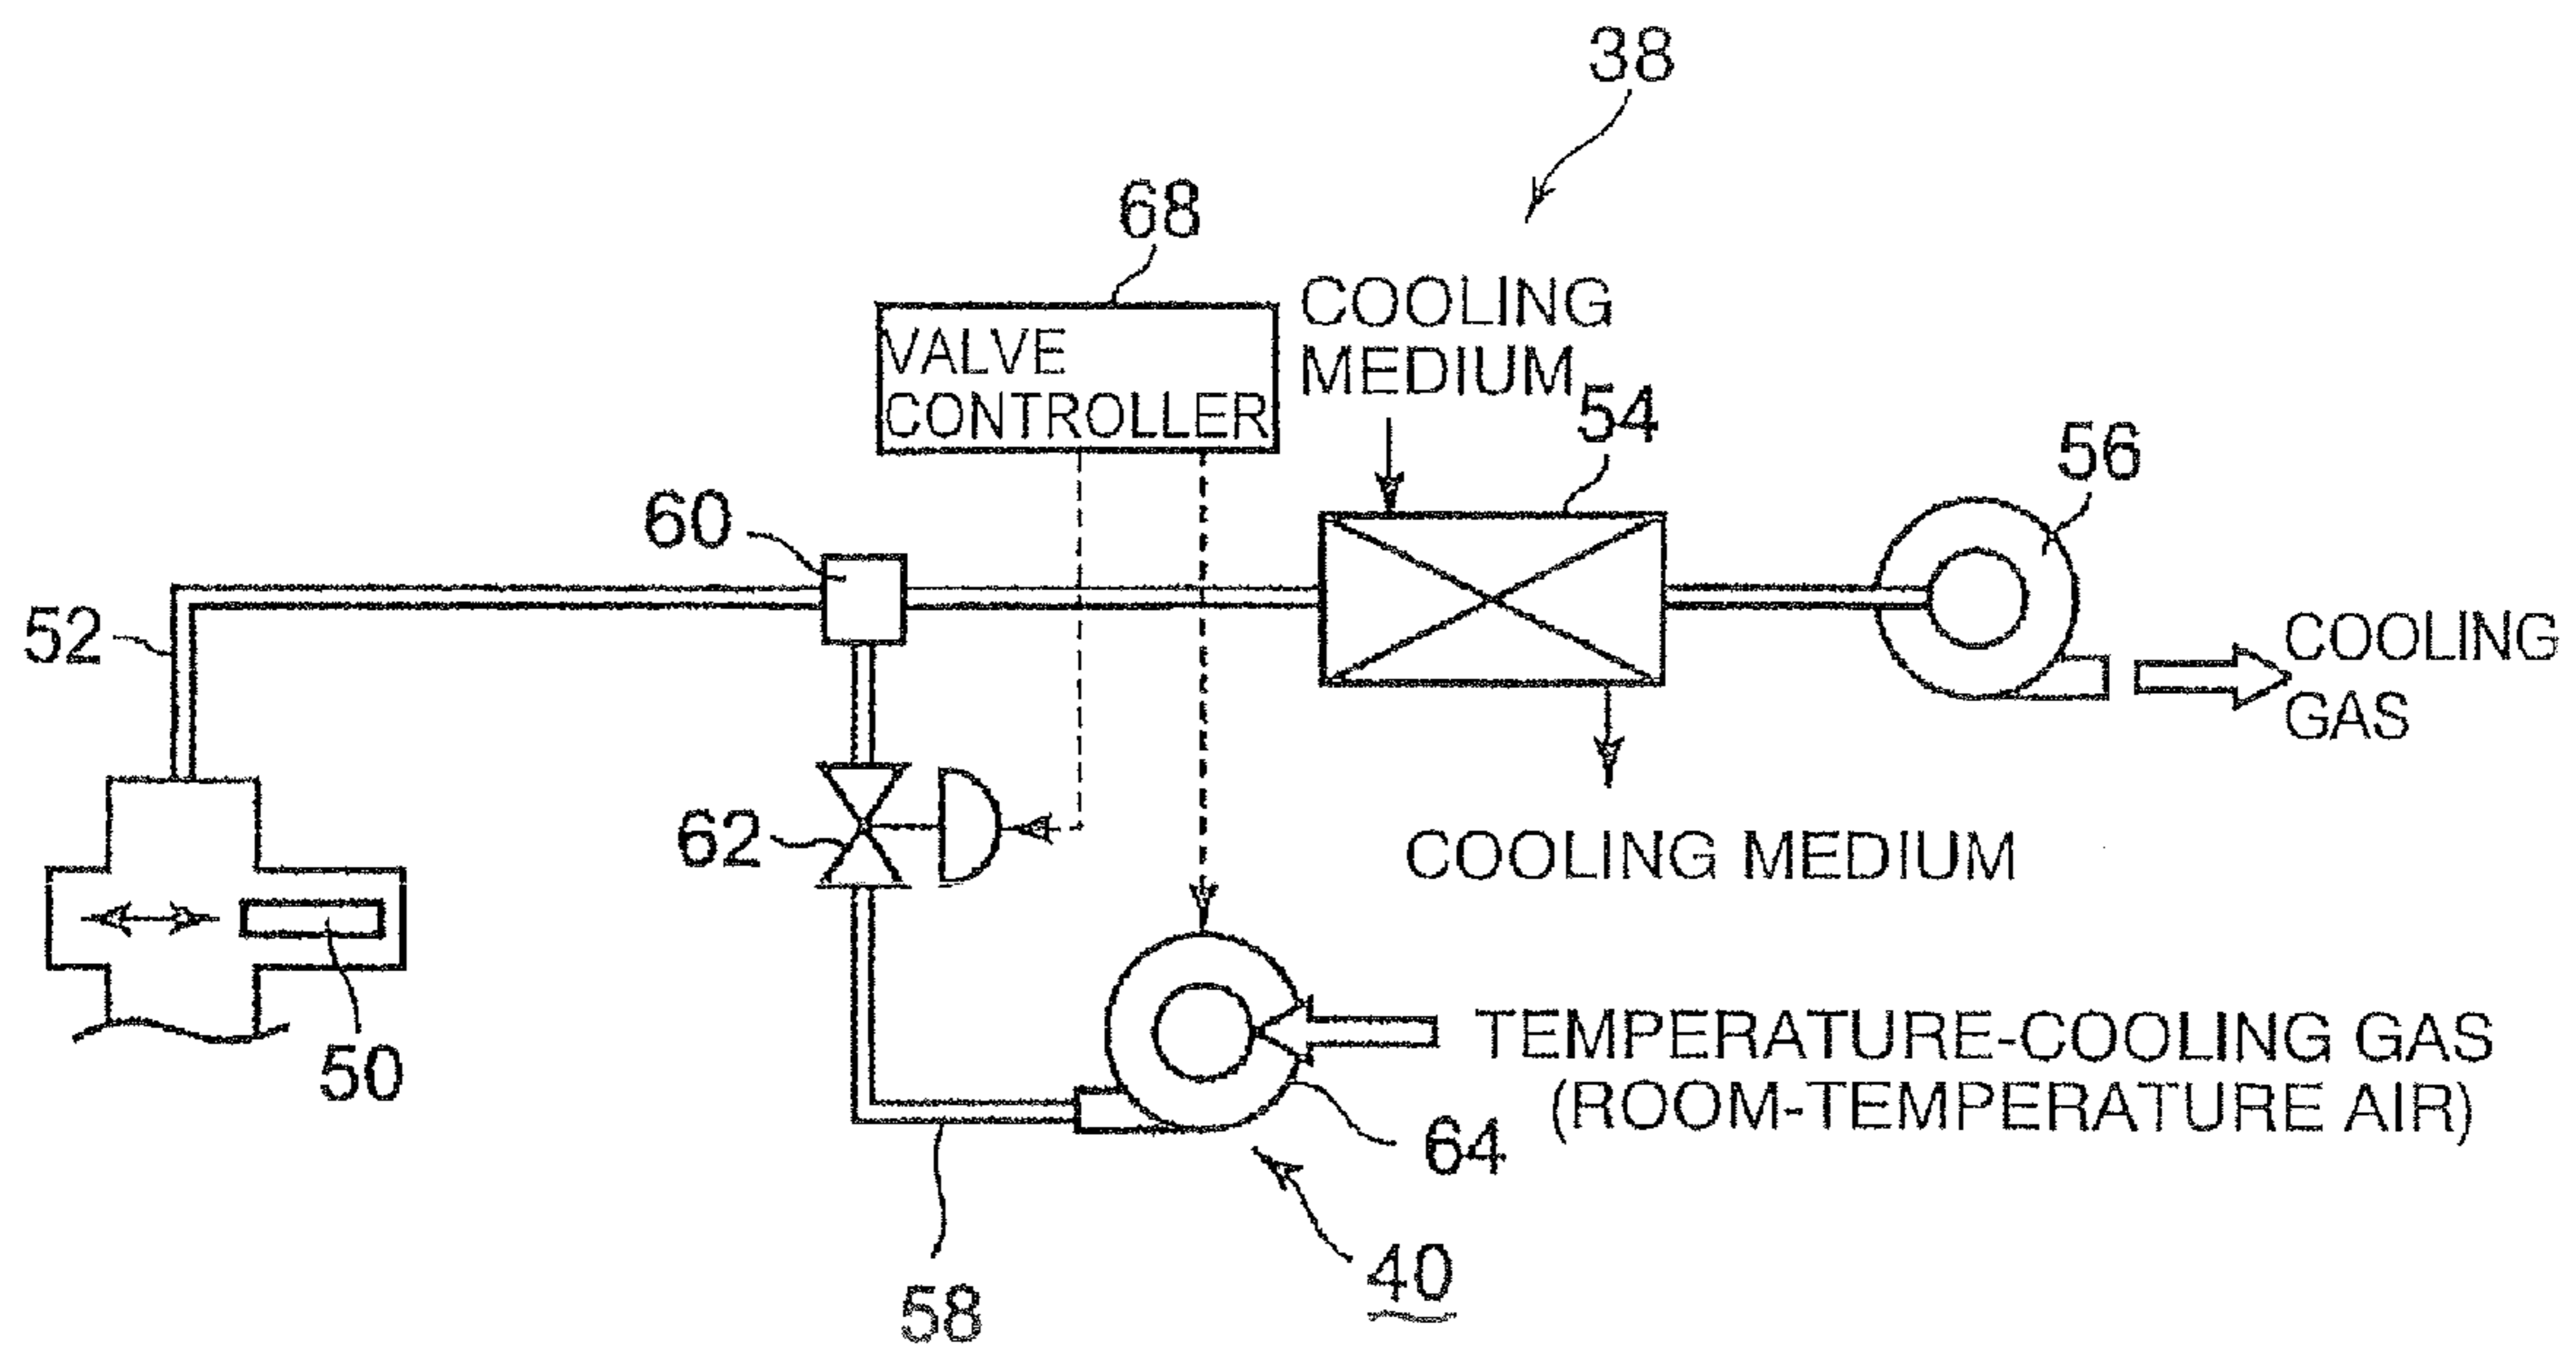 38
68
COOLING
MEDIUM
VALVE
CONTROLLER
54
56
60
52
COOLING
GAS
62
COOLING MEDIUM
50
TEMPERATURE-COOLING GAS
(ROOM-TEMPERATURE AIR)
64
40
58